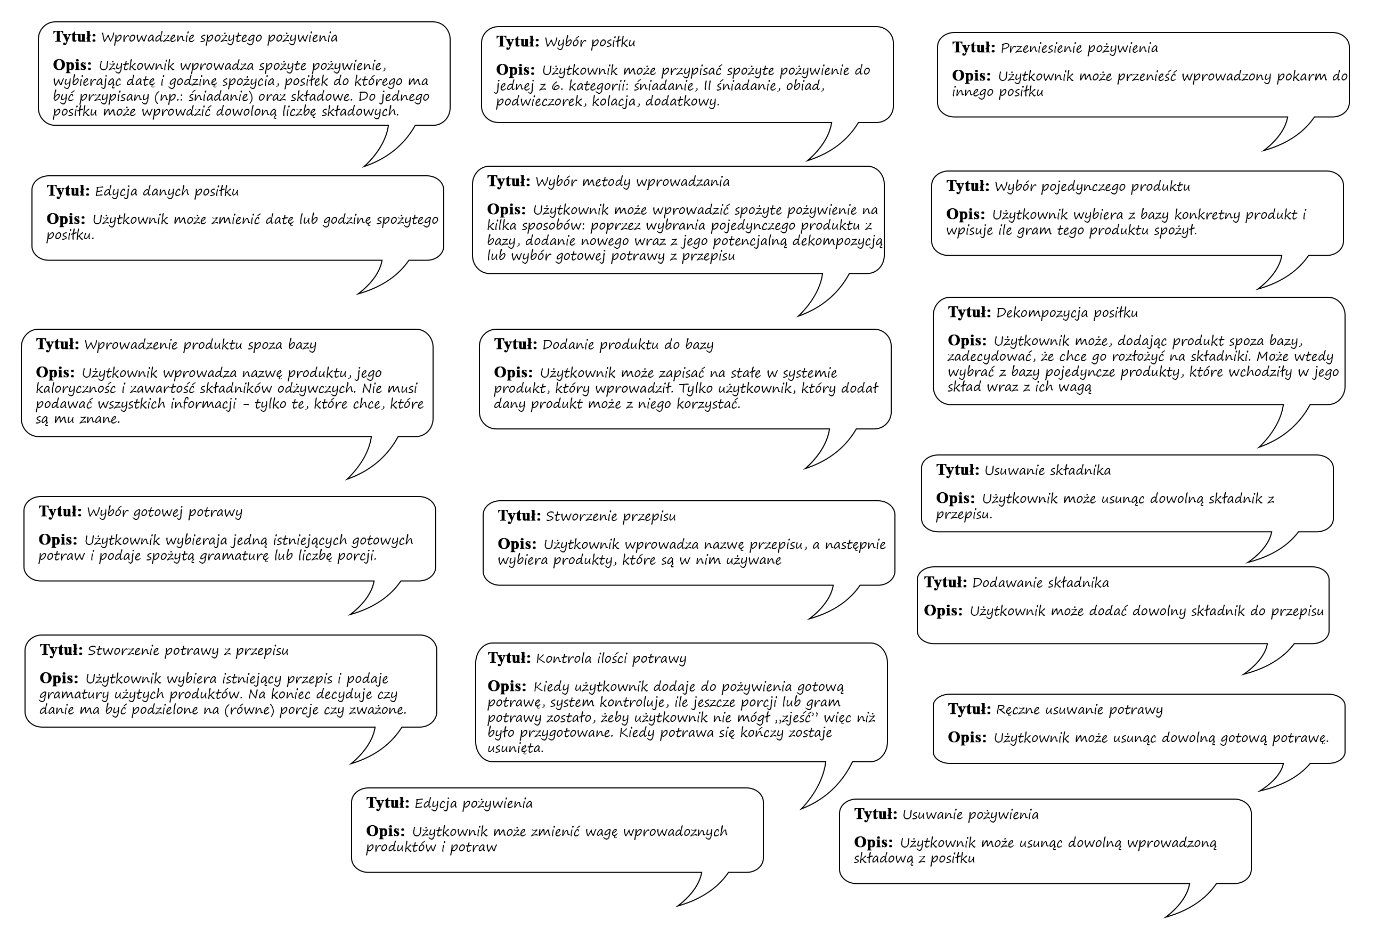 Tytuł: Wprowadzenie spożytego pożywienia
Opis: Użytkownik wprowadza spożyte pożywienie,
wybierając datę i godzinę spożycia, posiłek do którego ma
być przypisany (np.: śniadanie) oraz składowe. Do jednego
posiłku może wprowdzić dowoloną liczbę składowych.
Tytuł: Wybór posiłku
Opis: Użytkownik może przypisać spożyte pożywienie do
jednej z 6. kategorii: śniadanie, II śniadanie, obiad,
podwieczorek, kolacja, dodatkowy.
Tytuł: Przeniesienie pożywienia
Opis: Użytkownik może przenieść wprowadzony pokarm do
innego posiłku
Tytuł: Edycja danych posiłku
Opis: Użytkownik może zmienić datę lub godzinę spożytego
posiłku.
Tytuł: Wybór metody wprowadzania
Opis: Użytkownik może wprowadzić spożyte pożywienie na
kilka sposobów: poprzez wybrania pojedynczego produktu z
bazy, dodanie nowego wraz z jego potencjalną dekompozycją
lub wybór gotowej potrawy z przepisu
Tytuł: Wybór pojedynczego produktu
Opis: Użytkownik wybiera z bazy konkretny produkt i
wpisuje ile gram tego produktu spożył.
Tytuł: Wprowadzenie produktu spoza bazy
Opis: Użytkownik wprowadza nazwę produktu, jego
kalorycznośc i zawartość składników odżywczych. Nie musi
podawać wszystkich informacji - tylko te, które chce, które
są mu znane.
Tytuł: Dodanie produktu do bazy
Opis: Użytkownik może zapisać na stałe w systemie
produkt, który wprowadził. Tylko użytkownik, który dodał
dany produkt może z niego korzystać.
Tytuł: Dekompozycja posiłku
Opis: Użytkownik może, dodając produkt spoza bazy,
zadecydować, że chce go rozłożyć na składniki. Może wtedy
wybrać z bazy pojedyncze produkty, które wchodziły w jego
skład wraz z ich wagą
Tytuł: Usuwanie składnika
Opis: Użytkownik może usunąc dowolną składnik z
przepisu.
Tytuł: Wybór gotowej potrawy
Opis: Użytkownik wybieraja jedną istniejących gotowych
potraw i podaje spożytą gramaturę lub liczbę porcji.
Tytuł: Stworzenie przepisu
Opis: Użytkownik wprowadza nazwę przepisu, a następnie
wybiera produkty, które są w nim używane
Tytuł: Dodawanie składnika
Opis: Użytkownik może dodać dowolny składnik do przepisu
Tytuł: Stworzenie potrawy z przepisu
Opis: Użytkownik wybiera istniejący przepis i podaje
gramatury użytych produktów. Na koniec decyduje czy
danie ma być podzielone na (równe) porcje czy zważone.
Tytuł: Kontrola ilości potrawy
Opis: Kiedy użytkownik dodaje do pożywienia gotową
potrawę, system kontroluje, ile jeszcze porcji lub gram
potrawy zostało, żeby użytkownik nie mógł „zjeść” więc niż
było przygotowane. Kiedy potrawa się kończy zostaje
usunięta.
Tytuł: Ręczne usuwanie potrawy
Opis: Użytkownik może usunąc dowolną gotową potrawę.
Tytuł: Edycja pożywienia
Opis: Użytkownik może zmienić wagę wprowadoznych
produktów i potraw
Tytuł: Usuwanie pożywienia
Opis: Użytkownik może usunąc dowolną wprowadzoną
składową z posiłku